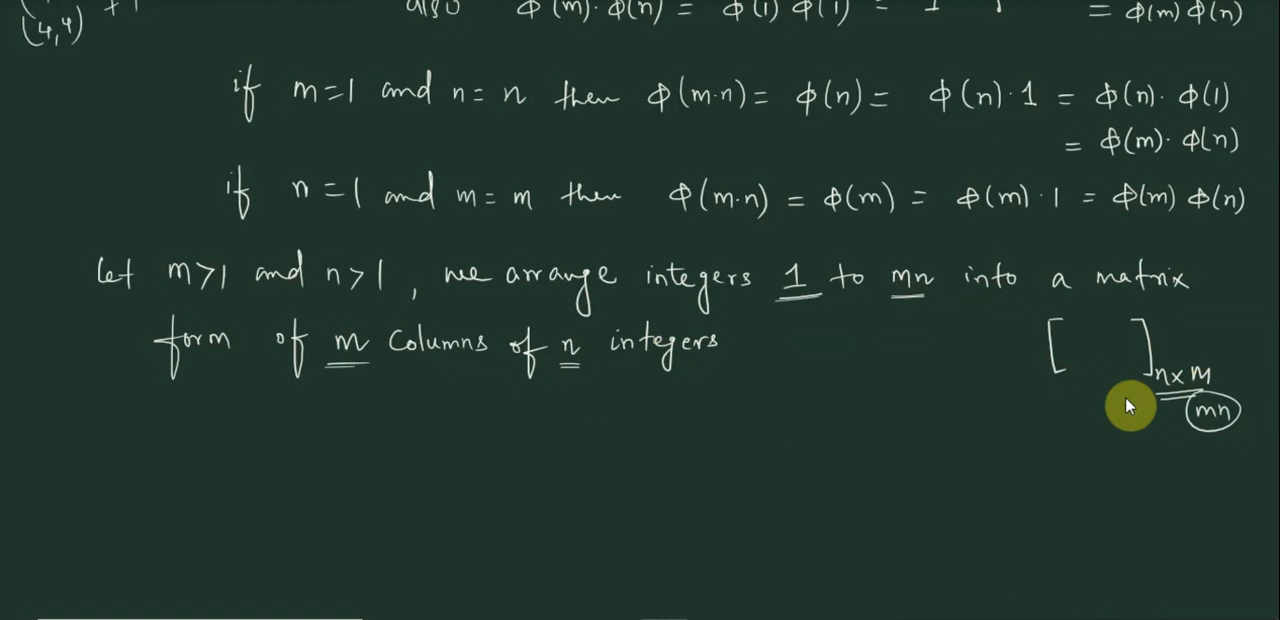 (4,4) + 1 also Φ(m)·Φ(n) = Φ(1) Φ(1) = 1 = Φ(m) Φ(n)
if m=1 and n= n then Φ(m·n) = Φ(n) = Φ(n)·1 = Φ(n)·Φ(1)
= Φ(m)·Φ(n)
if n=1 and m= m then Φ(m·n) = Φ(m) = Φ(m)·1 = Φ(m) Φ(n)
Let m>1 and n>1, we arrange integers 1 to mn into a matrix
form of m columns of n integers [ ] n×m
mn